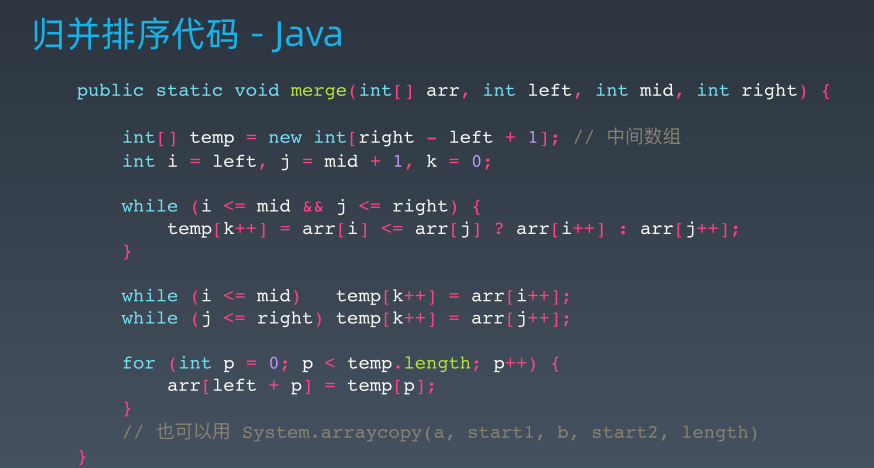 归并排序代码 - Java
public static void merge(int[] arr, int left, int mid, int right) {
int[] temp = new int[right - left + 1]; // 中间数组
int i = left, j = mid + 1, k = 0;
while (i <= mid && j <= right) {
temp[k++] = arr[i] <= arr[j] ? arr[i++] : arr[j++];
}
while (i <= mid)   temp[k++] = arr[i++];
while (j <= right) temp[k++] = arr[j++];
for (int p = 0; p < temp.length; p++) {
arr[left + p] = temp[p];
}
// 也可以用 System.arraycopy(a, start1, b, start2, length)
}